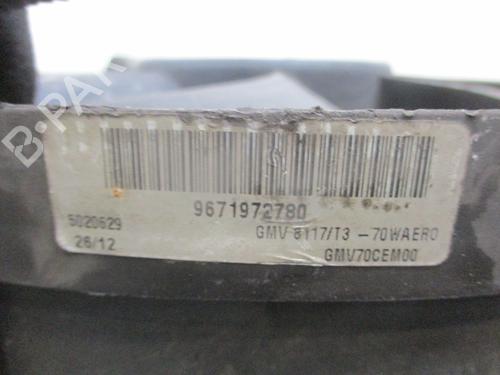 B-PARTS
9671972780
5020629
GMV 8117/T3 -70WAERO
26/12
GMV70CEM00